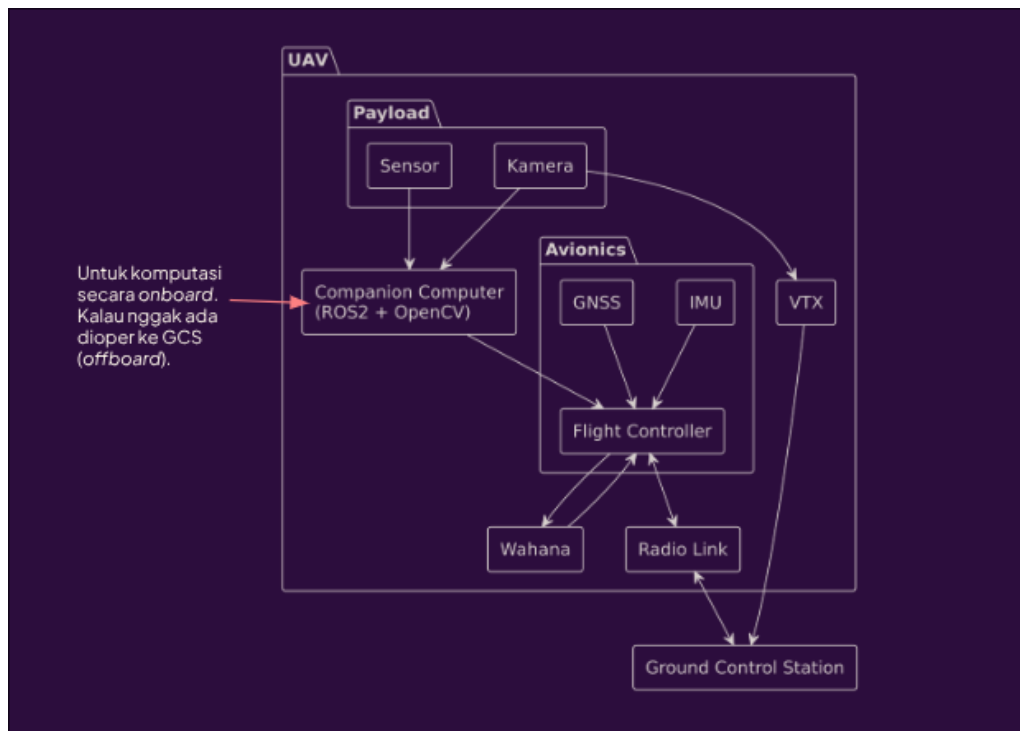 UAV
Payload
Sensor
Kamera
Avionics
Untuk komputasi
secara onboard.
Kalau nggak ada
dioper ke GCS
(offboard).
Companion Computer
(ROS2 + OpenCV)
GNSS
IMU
VTX
Flight Controller
Wahana
Radio Link
Ground Control Station